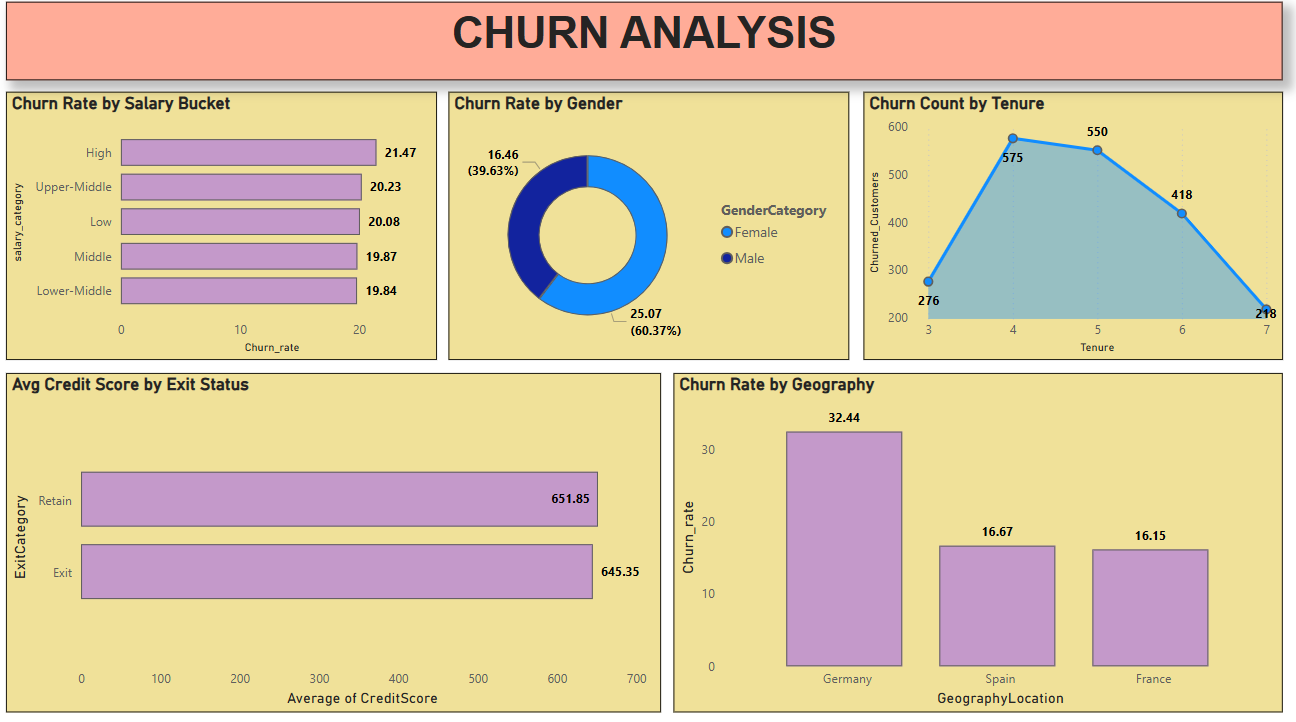 CHURN ANALYSIS
Churn Rate by Salary Bucket
salary_category
High
21.47
Upper-Middle
20.23
Low
20.08
Middle
19.87
Lower-Middle
19.84
0
10
20
Churn_rate
Churn Rate by Gender
16.46
(39.63%)
25.07
(60.37%)
GenderCategory
Female
Male
Churn Count by Tenure
Churned_Customers
600
500
400
300
200
276
575
550
418
218
3
4
5
6
7
Tenure
Avg Credit Score by Exit Status
ExitCategory
Retain
651.85
Exit
645.35
0
100
200
300
400
500
600
700
Average of CreditScore
Churn Rate by Geography
Churn_rate
30
20
10
0
32.44
16.67
16.15
Germany
Spain
France
GeographyLocation